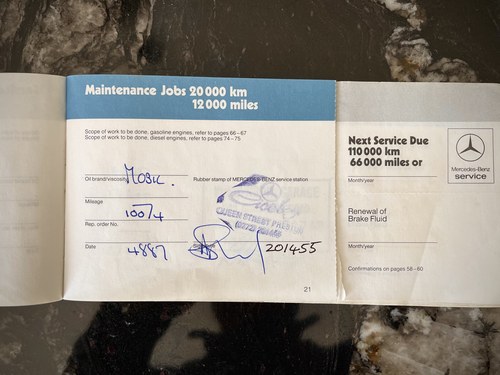 Maintenance Jobs 20 000 km
12 000 miles
Scope of work to be done, gasoline engines, refer to pages 66–67
Scope of work to be done, diesel engines, refer to pages 74–75
Oil brand/viscosity
Rubber stamp of MERCEDES-BENZ service station
Mileage
QUEEN STREET PRESTON
Rep. order No.
Date
4887
201455
21
Next Service Due
110 000 km
66 000 miles or
Mercedes-Benz
service
Month/year
Renewal of
Brake Fluid
Month/year
Confirmations on pages 58–60